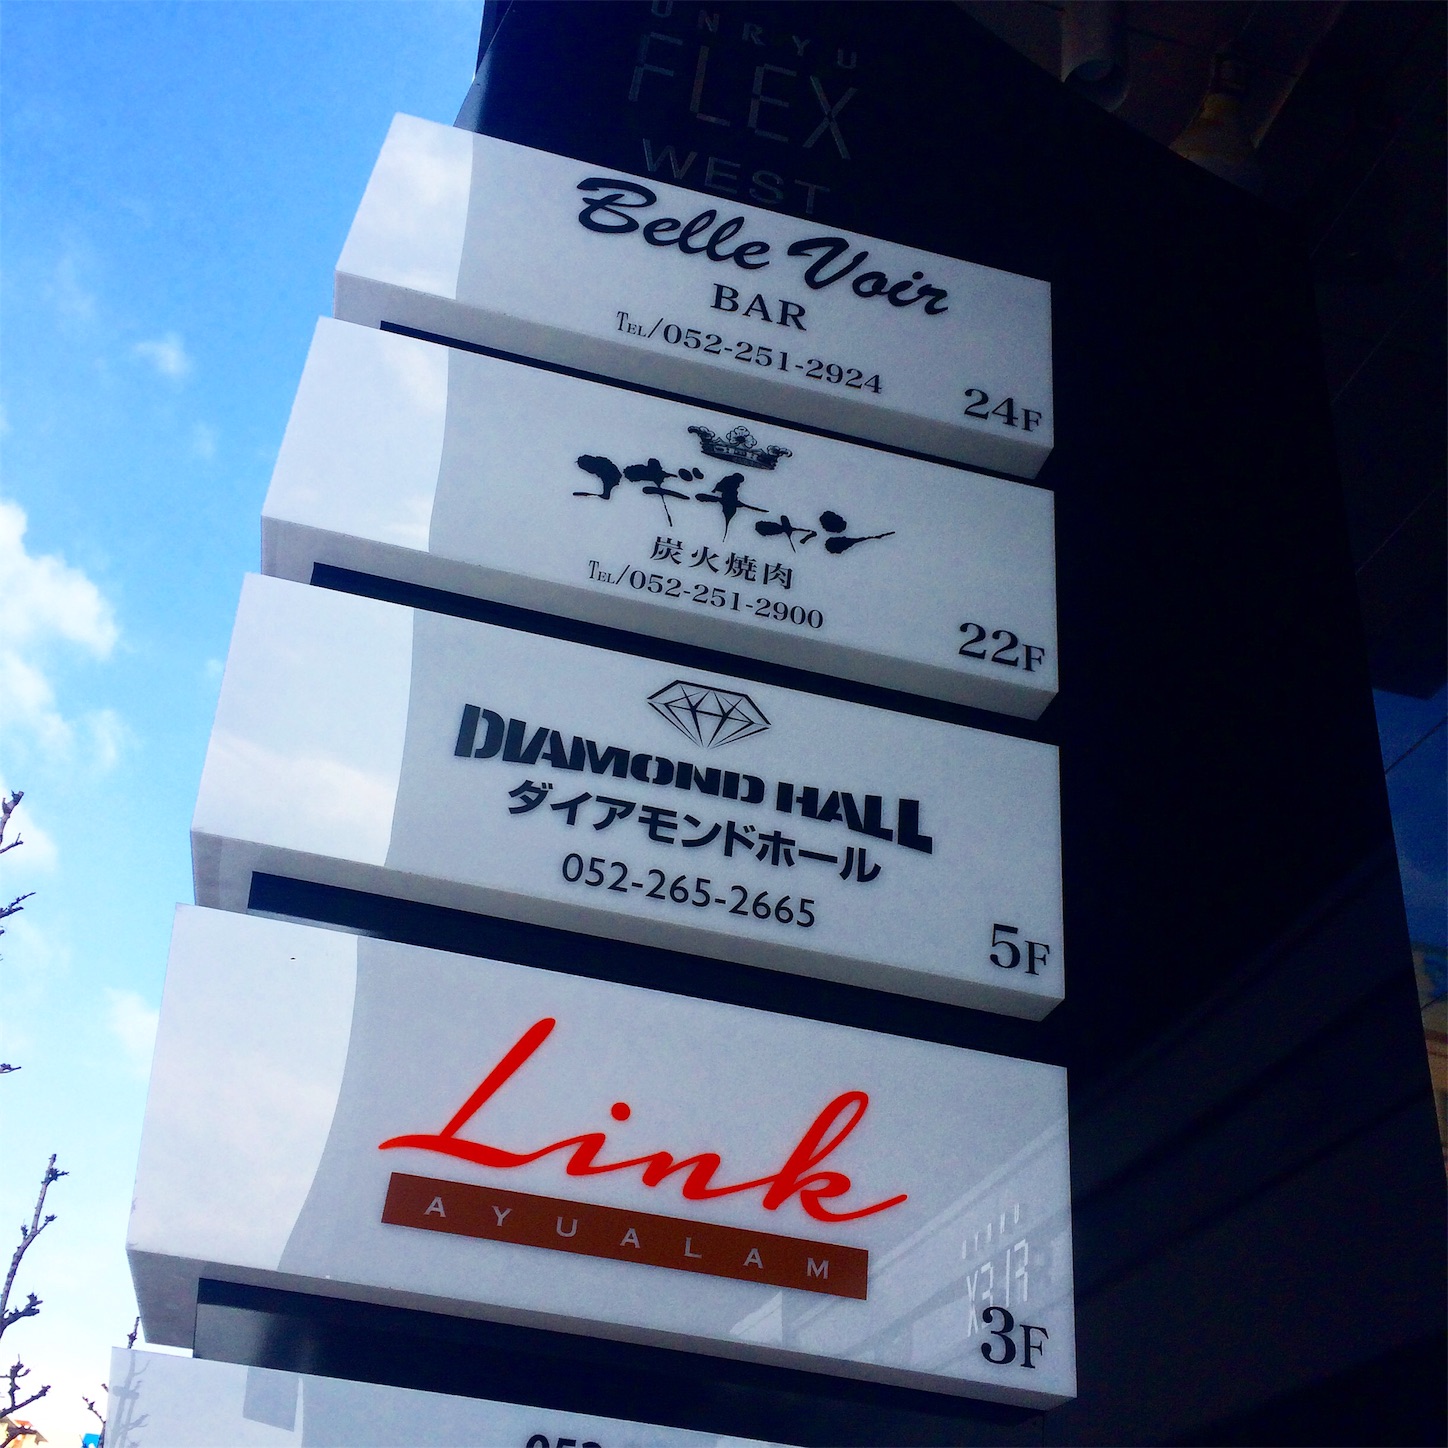 UNRYU
FLEX
WEST
Belle Voir
BAR
TEL/052-251-2924
24F
コギチャン
炭火焼肉
TEL/052-251-2900
22F
DIAMOND HALL
ダイアモンドホール
052-265-2665
5F
Link
AYUALAM
3F
052